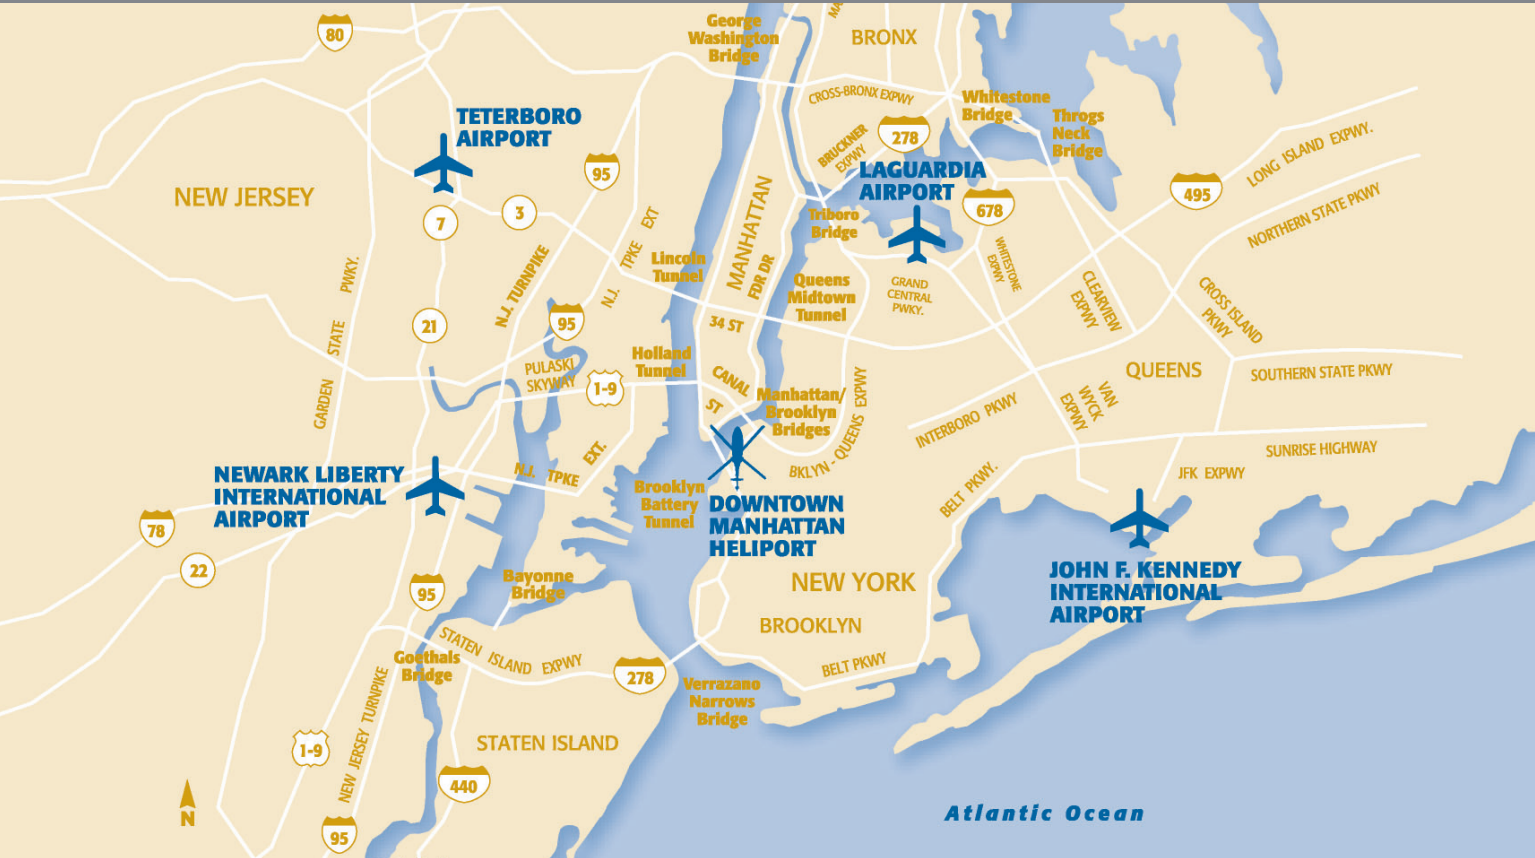 80
George
Washington
Bridge
MA
BRONX
CROSS-BRONX EXPWY
Whitestone
Bridge
Throgs
Neck
Bridge
TETERBORO
AIRPORT
BRUCKNER
EXPWY
278
LONG ISLAND EXPWY.
95
LAGUARDIA
AIRPORT
495
NEW JERSEY
7
3
MANHATTAN
678
NORTHERN STATE PKWY
Triboro
Bridge
N.J. TPKE EXT
Lincoln
Tunnel
FDR DR
WHITESTONE
EXPWY
GARDEN STATE PWKY.
N.J. TURNPIKE
Queens
Midtown
Tunnel
GRAND
CENTRAL
PWKY.
CLEARVIEW
EXPWY
CROSS ISLAND
PKWY
21
95
34 ST
Holland
Tunnel
PULASKI
SKYWAY
1-9
CANAL
ST
Manhattan/
Brooklyn
Bridges
BKLYN - QUEENS EXPWY
QUEENS
SOUTHERN STATE PKWY
INTERBORO PKWY
VAN
WYCK
EXPWY
SUNRISE HIGHWAY
JFK EXPWY
NEWARK LIBERTY
INTERNATIONAL
AIRPORT
N.J. TPKE EXT.
Brooklyn
Battery
Tunnel
DOWNTOWN
MANHATTAN
HELIPORT
BELT PKWY.
78
22
JOHN F. KENNEDY
INTERNATIONAL
AIRPORT
95
Bayonne
Bridge
NEW YORK
BROOKLYN
STATEN ISLAND EXPWY
Goethals
Bridge
278
BELT PKWY
Verrazano
Narrows
Bridge
NEW JERSEY TURNPIKE
1-9
STATEN ISLAND
440
N
95
Atlantic Ocean